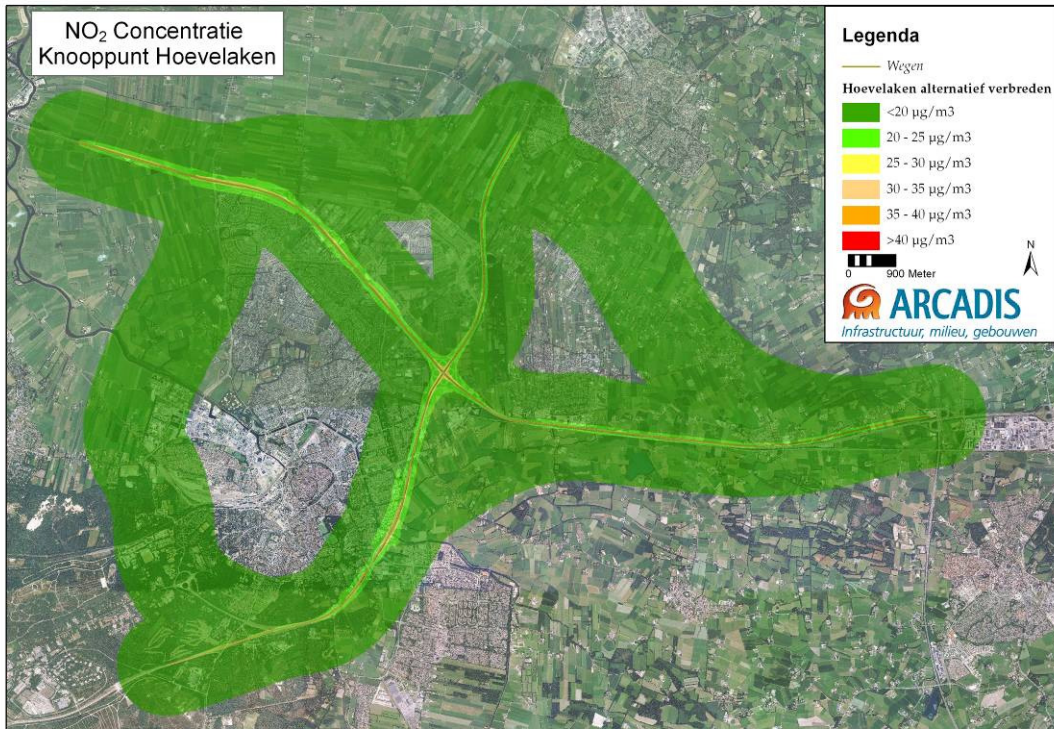 NO₂ Concentratie
Knooppunt Hoevelaken
Legenda
Wegen
Hoevelaken alternatief verbreden
<20 µg/m3
20 - 25 µg/m3
25 - 30 µg/m3
30 - 35 µg/m3
35 - 40 µg/m3
>40 µg/m3
N
0 900 Meter
ARCADIS
Infrastructuur, milieu, gebouwen